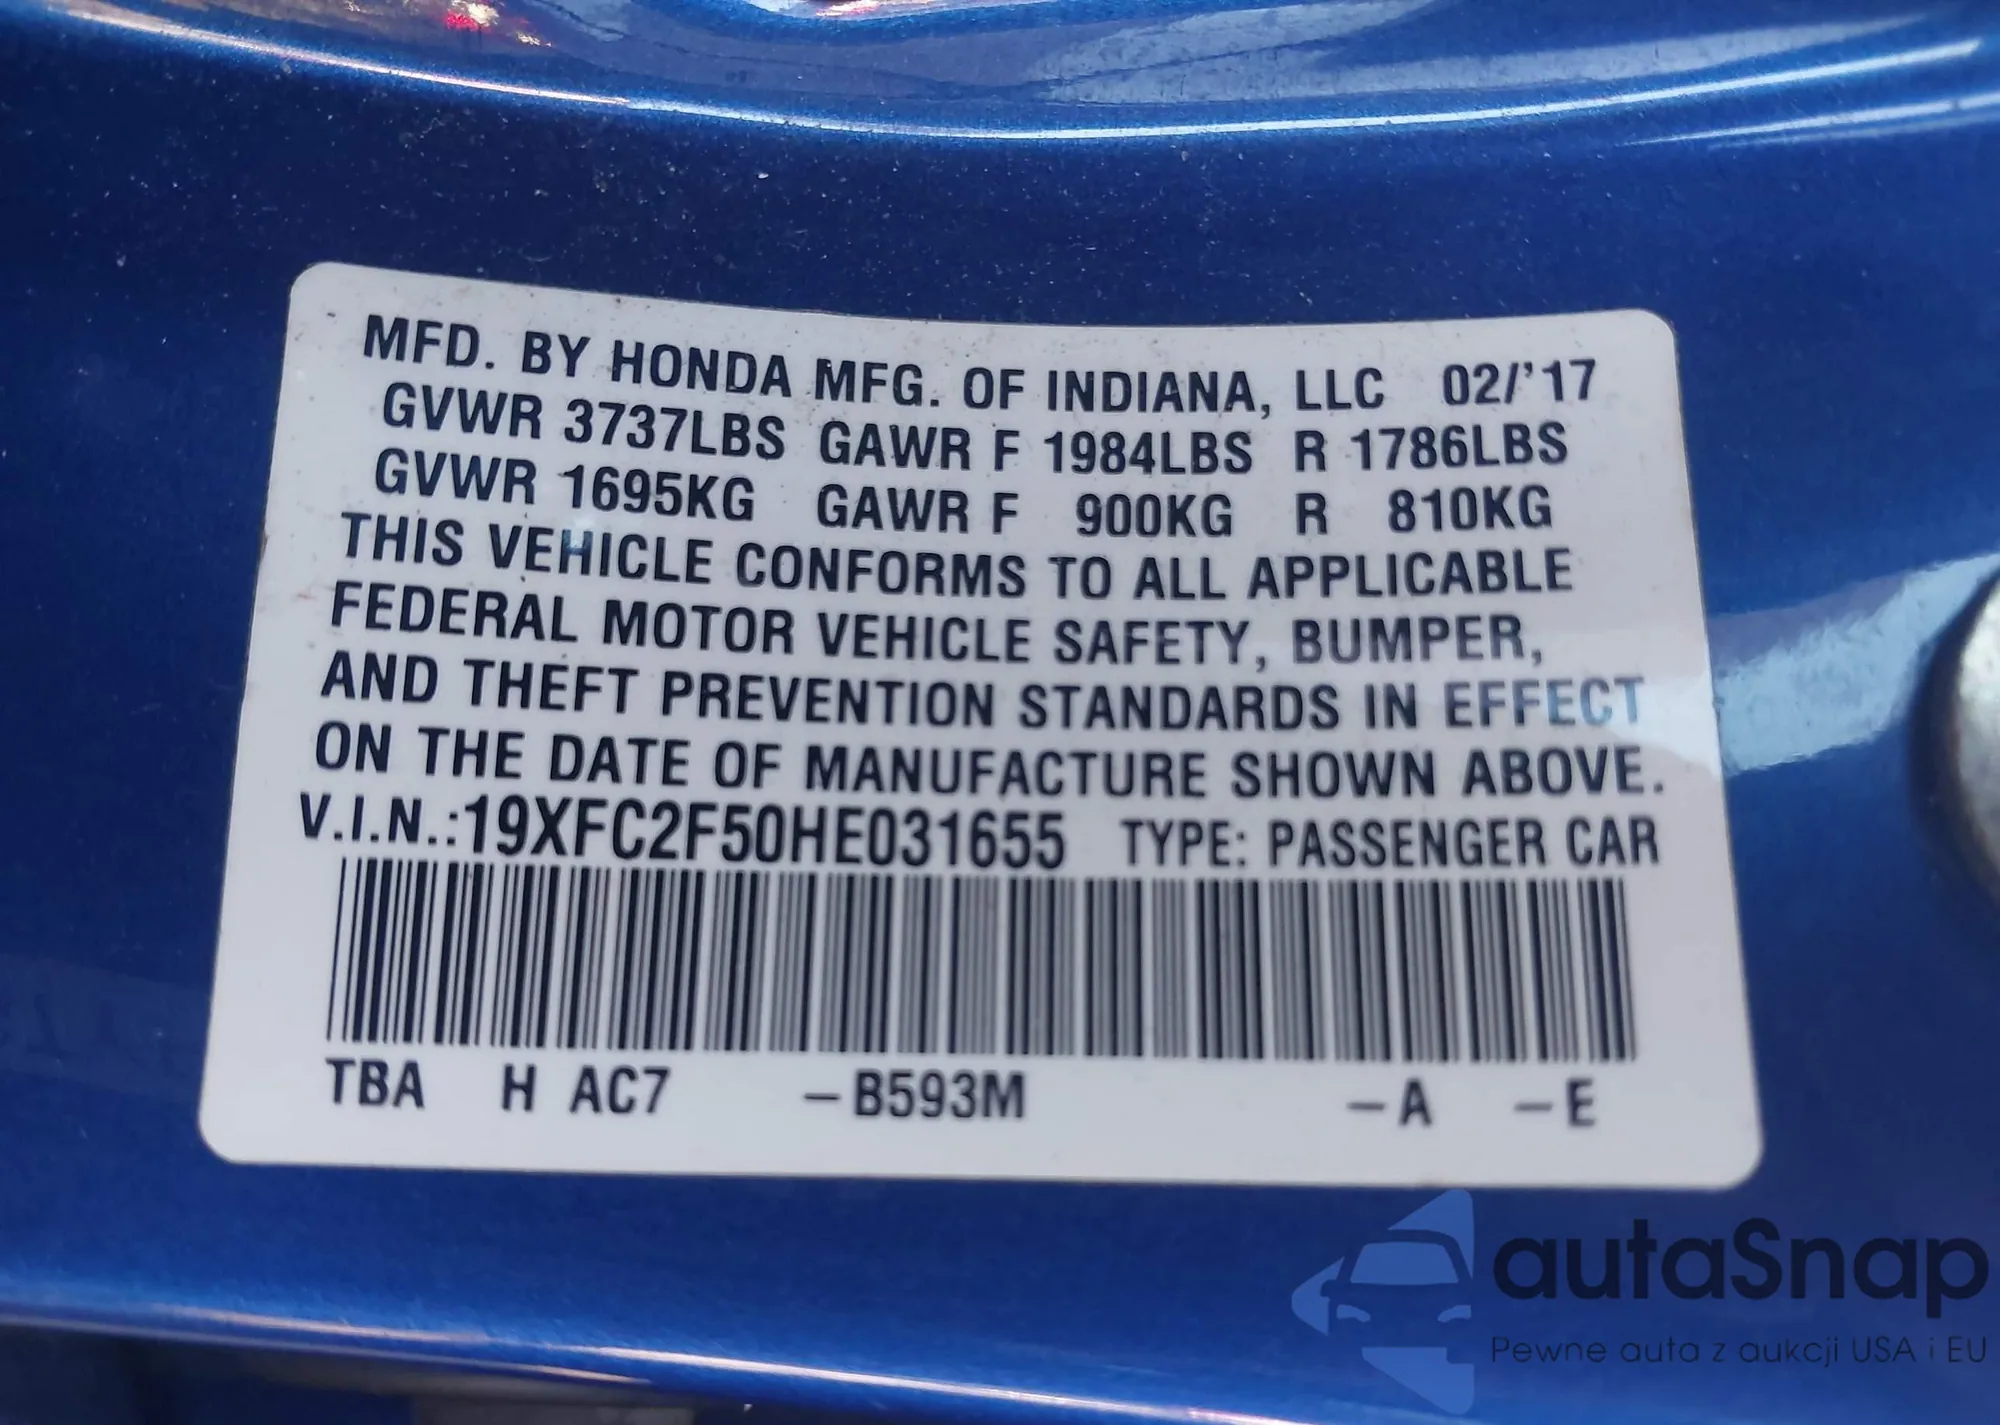 MFD. BY HONDA MFG. OF INDIANA, LLC 02/'17
GVWR 3737LBS GAWR F 1984LBS R 1786LBS
GVWR 1695KG GAWR F 900KG R 810KG
THIS VEHICLE CONFORMS TO ALL APPLICABLE
FEDERAL MOTOR VEHICLE SAFETY, BUMPER,
AND THEFT PREVENTION STANDARDS IN EFFECT
ON THE DATE OF MANUFACTURE SHOWN ABOVE.
V.I.N.:19XFC2F50HE031655 TYPE: PASSENGER CAR
TBA H AC7 –B593M –A –E
autaSnap
Pewne auta z aukcji USA i EU